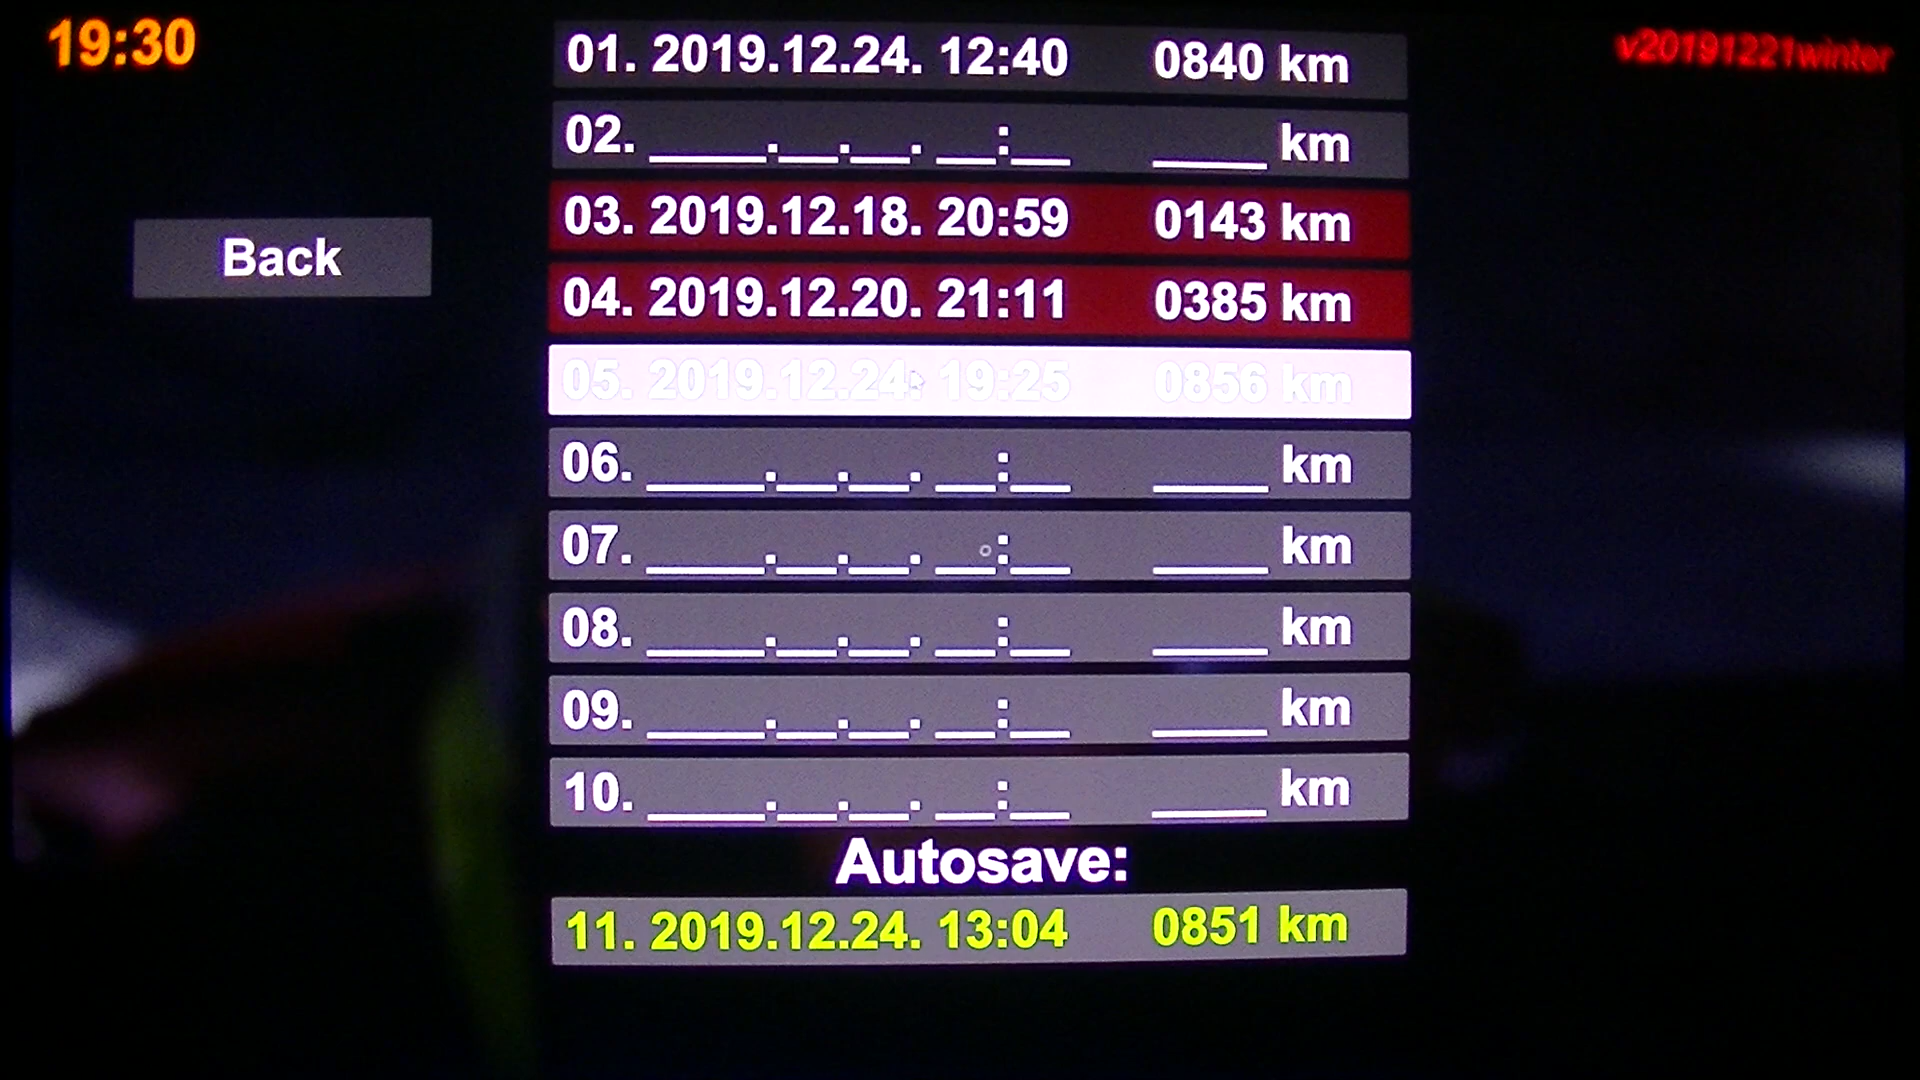 19:30
v20191221winter
01. 2019.12.24. 12:40 0840 km
02. ____.__.__. __:__ ____ km
03. 2019.12.18. 20:59 0143 km
Back
04. 2019.12.20. 21:11 0385 km
05. 2019.12.24. 19:25 0856 km
06. ____.__.__. __:__ ____ km
07. ____.__.__. __:__ ____ km
08. ____.__.__. __:__ ____ km
09. ____.__.__. __:__ ____ km
10. ____.__.__. __:__ ____ km
Autosave:
11. 2019.12.24. 13:04 0851 km